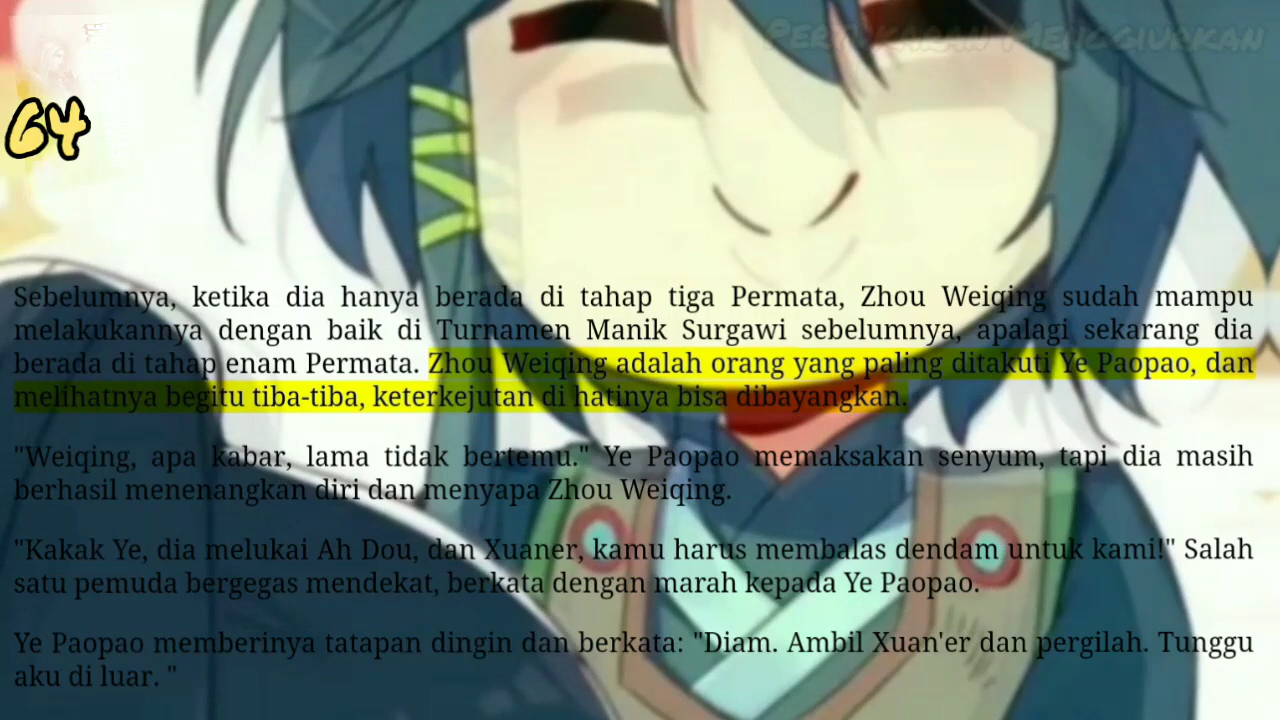 Pertukaran Menggiurkan
64
Sebelumnya, ketika dia hanya berada di tahap tiga Permata, Zhou Weiqing sudah mampu
melakukannya dengan baik di Turnamen Manik Surgawi sebelumnya, apalagi sekarang dia
berada di tahap enam Permata. Zhou Weiqing adalah orang yang paling ditakuti Ye Paopao, dan
melihatnya begitu tiba-tiba, keterkejutan di hatinya bisa dibayangkan.
"Weiqing, apa kabar, lama tidak bertemu." Ye Paopao memaksakan senyum, tapi dia masih
berhasil menenangkan diri dan menyapa Zhou Weiqing.
"Kakak Ye, dia melukai Ah Dou, dan Xuaner, kamu harus membalas dendam untuk kami!" Salah
satu pemuda bergegas mendekat, berkata dengan marah kepada Ye Paopao.
Ye Paopao memberinya tatapan dingin dan berkata: "Diam. Ambil Xuan'er dan pergilah. Tunggu
aku di luar. "